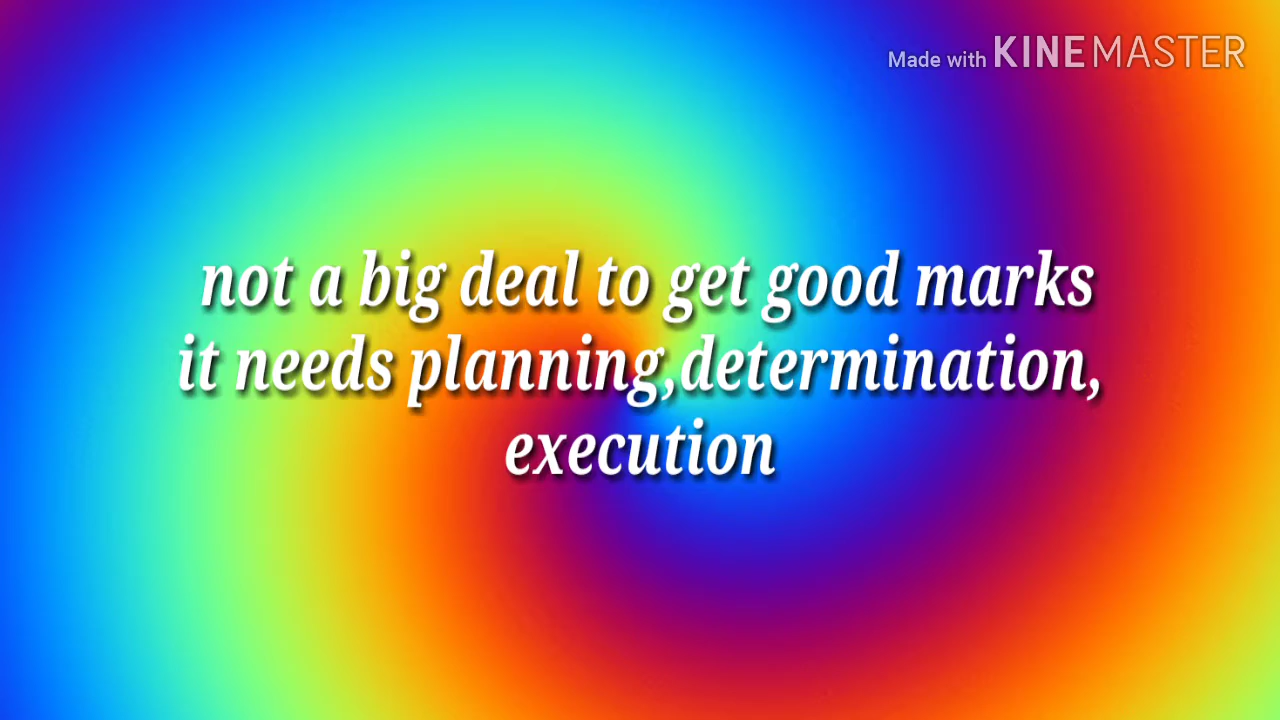 Made with KINEMASTER
not a big deal to get good marks
it needs planning,determination,
execution